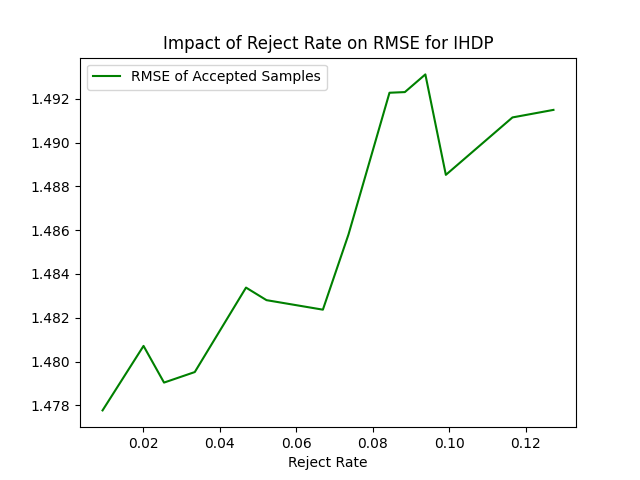 Impact of Reject Rate on RMSE for IHDP
RMSE of Accepted Samples
1.492
1.490
1.488
1.486
1.484
1.482
1.480
1.478
0.02 0.04 0.06 0.08 0.10 0.12
Reject Rate